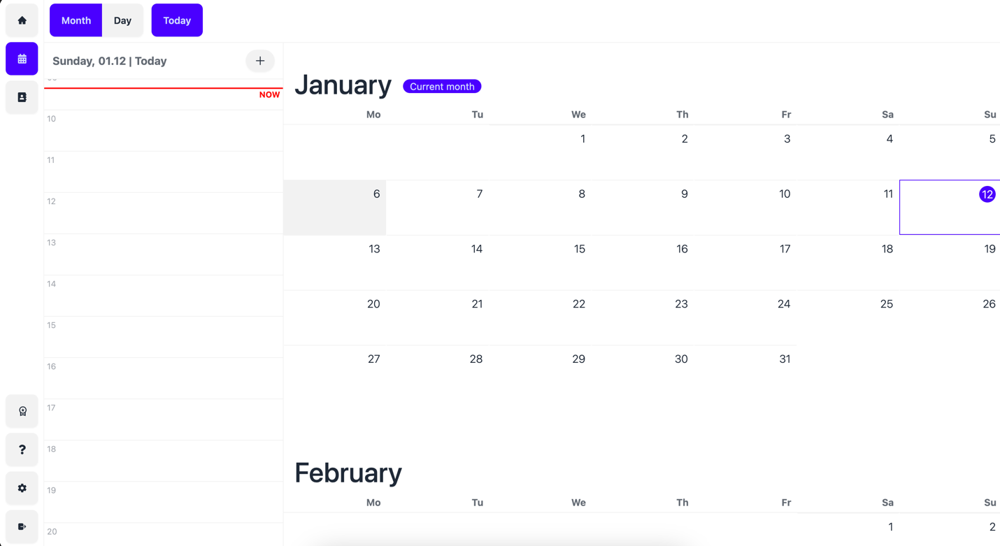 Month Day Today
Sunday, 01.12 | Today
NOW
10
11
12
13
14
15
16
17
18
19
20
January Current month
Mo Tu We Th Fr Sa Su
1 2 3 4 5
6 7 8 9 10 11 12
13 14 15 16 17 18 19
20 21 22 23 24 25 26
27 28 29 30 31
February
Mo Tu We Th Fr Sa Su
1 2